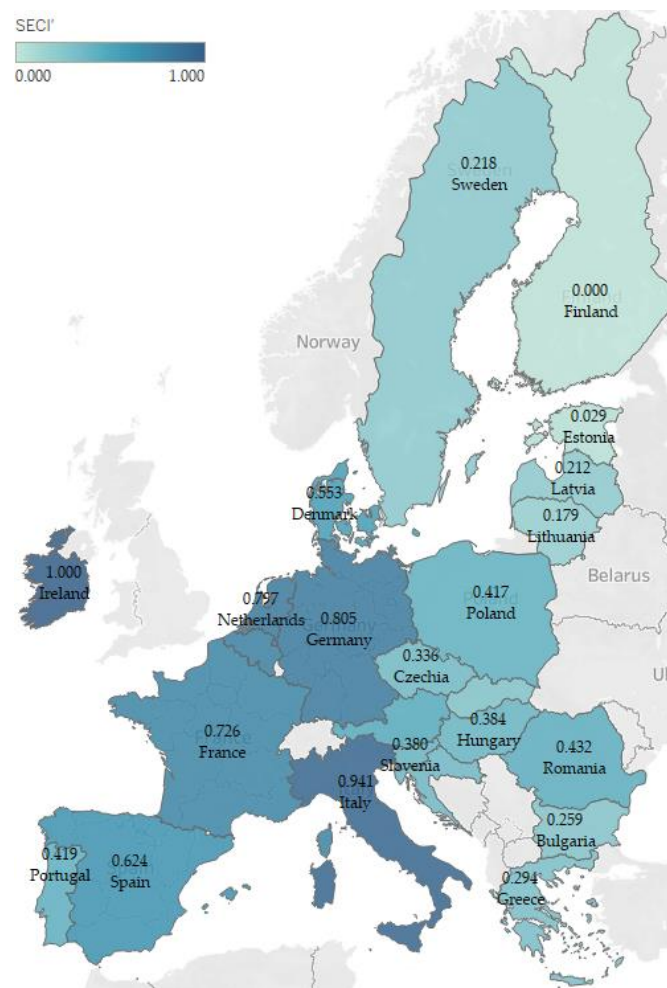 SECI'
0.000 1.000
0.218
Sweden
0.000
Finland
Norway
0.029
Estonia
0.212
Latvia
0.179
Lithuania
0.553
Denmark
Belarus
1.000
Ireland
0.797
Netherlands
0.805
Germany
0.417
Poland
0.336
Czechia
0.726
France
0.384
Hungary
0.380
Slovenia
0.432
Romania
0.941
Italy
0.259
Bulgaria
0.419
Portugal
0.624
Spain
0.294
Greece